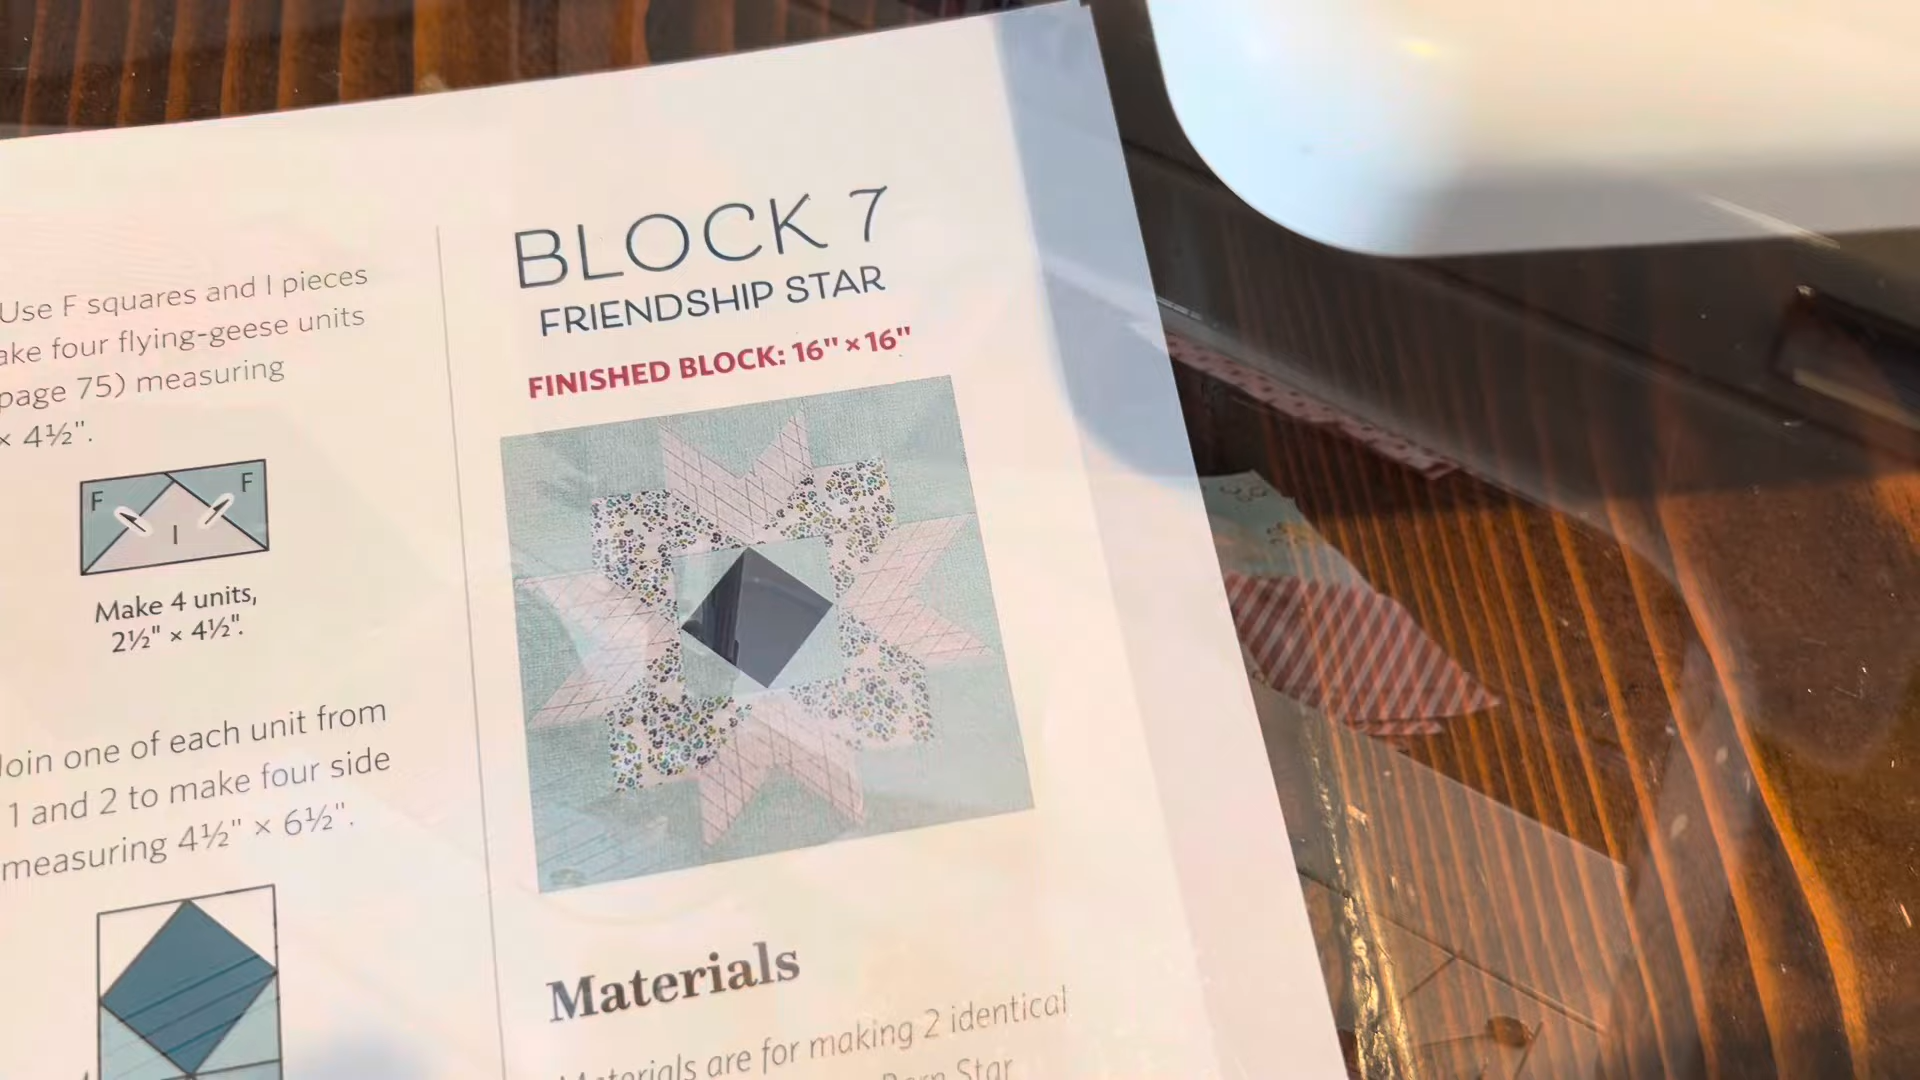 Use F squares and I pieces
ake four flying-geese units
page 75) measuring
× 4½".
F
F
I
Make 4 units,
2½" × 4½".
Join one of each unit from
1 and 2 to make four side
measuring 4½" × 6½".
BLOCK 7
FRIENDSHIP STAR
FINISHED BLOCK: 16" × 16"
Materials
Materials are for making 2 identical
Star